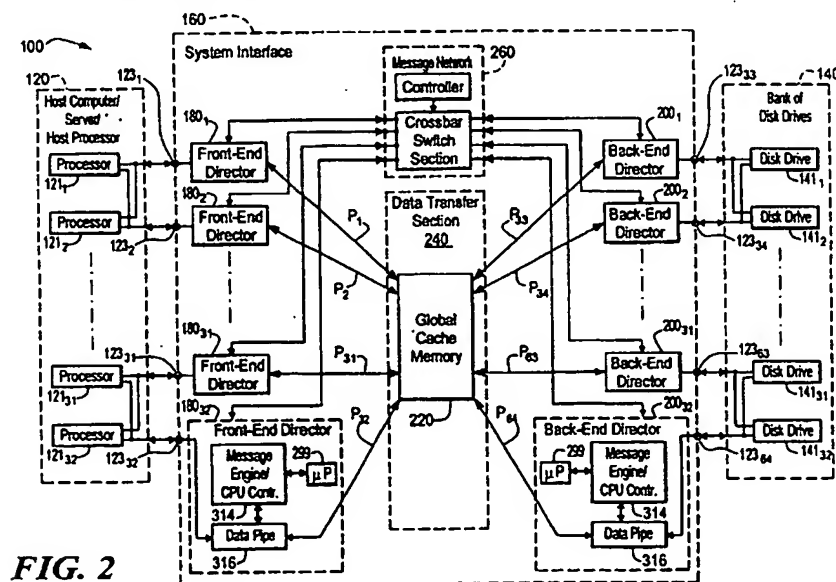 100
120
Host Computer/
Server/
Host Processor
Processor
121₁
Processor
121₂
Processor
121₃₁
Processor
121₃₂
123₁
123₂
123₃₁
123₃₂
160
System Interface
180₁
Front-End
Director
180₂
Front-End
Director
180₃₁
Front-End
Director
180₃₂
Front-End Director
Message
Engine/
CPU Contr.
314
299
µP
Data Pipe
316
Message Network
260
Controller
Crossbar
Switch
Section
Data Transfer
Section
240
P₁
P₂
P₃₁
P₃₂
Global
Cache
Memory
220
P₃₃
P₃₄
P₆₃
P₆₄
200₁
Back-End
Director
200₂
Back-End
Director
200₃₁
Back-End
Director
200₃₂
Back-End Director
299
µP
Message
Engine/
CPU Contr.
314
Data Pipe
316
123₃₃
123₃₄
123₆₃
123₆₄
140
Bank of
Disk Drives
Disk Drive
141₁
Disk Drive
141₂
Disk Drive
141₃₁
Disk Drive
141₃₂
FIG. 2